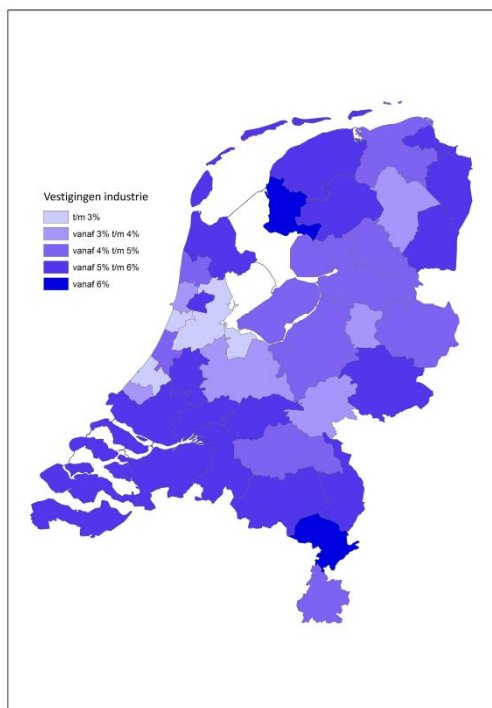 Vestigingen industrie
t/m 3%
vanaf 3% t/m 4%
vanaf 4% t/m 5%
vanaf 5% t/m 6%
vanaf 6%